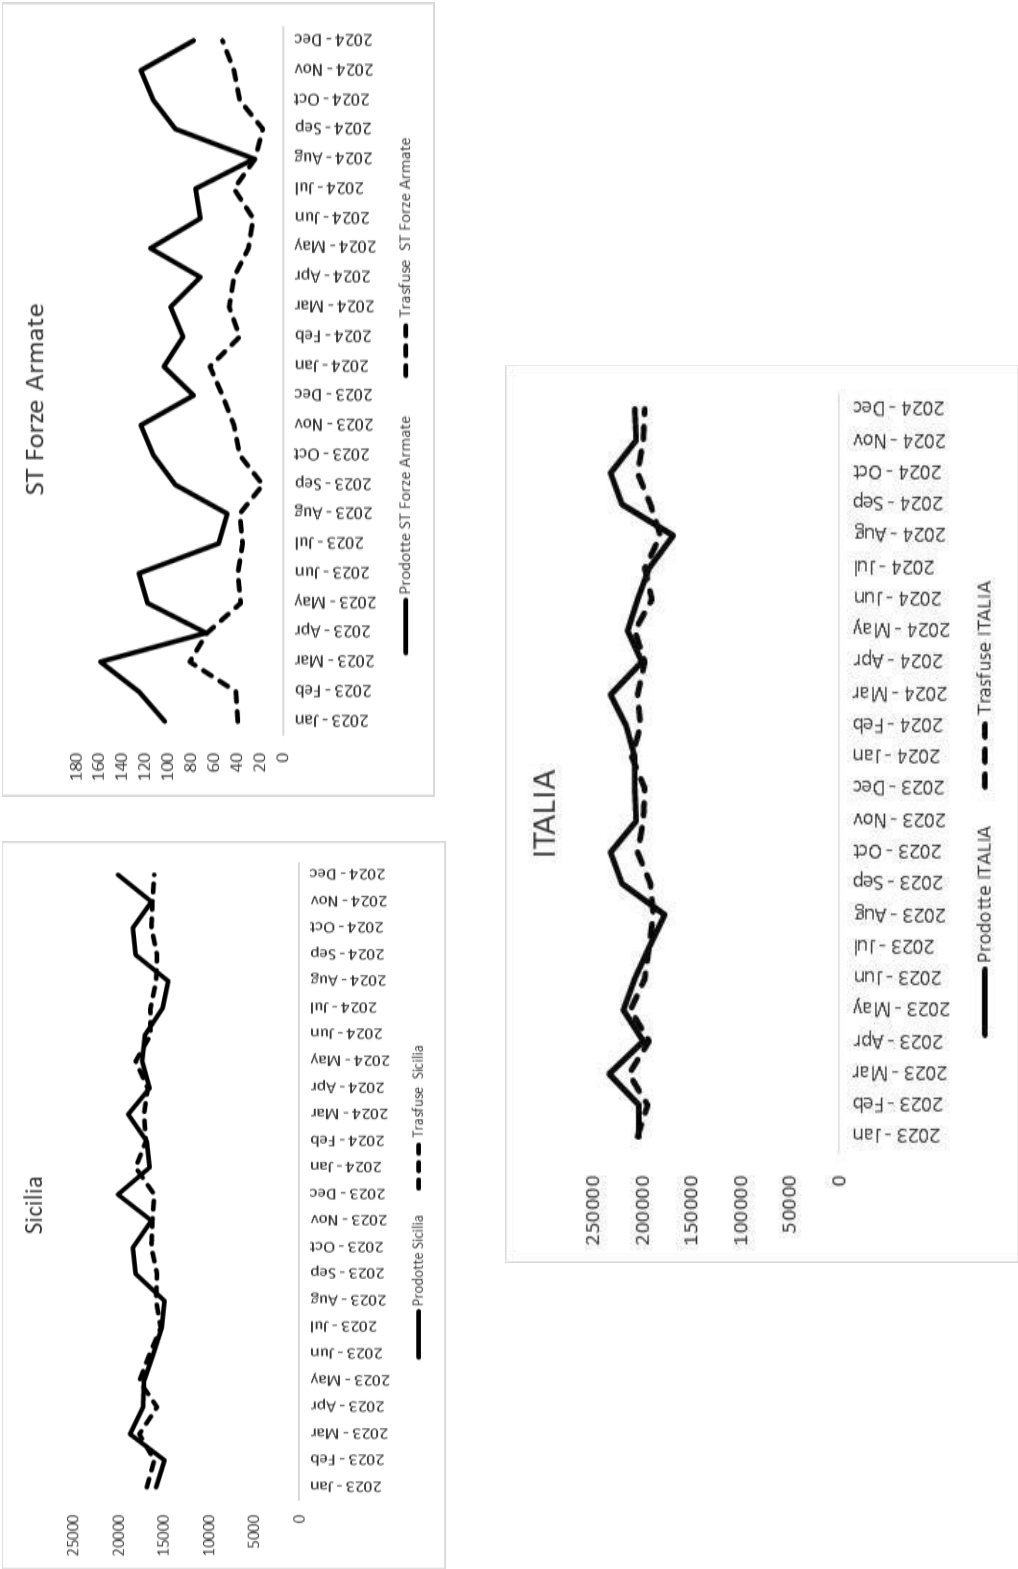 Sicilia
25000
20000
15000
10000
5000
0
2023 - Jan
2023 - Feb
2023 - Mar
2023 - Apr
2023 - May
2023 - Jun
2023 - Jul
2023 - Aug
2023 - Sep
2023 - Oct
2023 - Nov
2023 - Dec
2024 - Jan
2024 - Feb
2024 - Mar
2024 - Apr
2024 - May
2024 - Jun
2024 - Jul
2024 - Aug
2024 - Sep
2024 - Oct
2024 - Nov
2024 - Dec
Prodotte Sicilia Trasfuse Sicilia
ST Forze Armate
180
160
140
120
100
80
60
40
20
0
2023 - Jan
2023 - Feb
2023 - Mar
2023 - Apr
2023 - May
2023 - Jun
2023 - Jul
2023 - Aug
2023 - Sep
2023 - Oct
2023 - Nov
2023 - Dec
2024 - Jan
2024 - Feb
2024 - Mar
2024 - Apr
2024 - May
2024 - Jun
2024 - Jul
2024 - Aug
2024 - Sep
2024 - Oct
2024 - Nov
2024 - Dec
Prodotte ST Forze Armate Trasfuse ST Forze Armate
ITALIA
250000
200000
150000
100000
50000
0
2023 - Jan
2023 - Feb
2023 - Mar
2023 - Apr
2023 - May
2023 - Jun
2023 - Jul
2023 - Aug
2023 - Sep
2023 - Oct
2023 - Nov
2023 - Dec
2024 - Jan
2024 - Feb
2024 - Mar
2024 - Apr
2024 - May
2024 - Jun
2024 - Jul
2024 - Aug
2024 - Sep
2024 - Oct
2024 - Nov
2024 - Dec
Prodotte ITALIA Trasfuse ITALIA